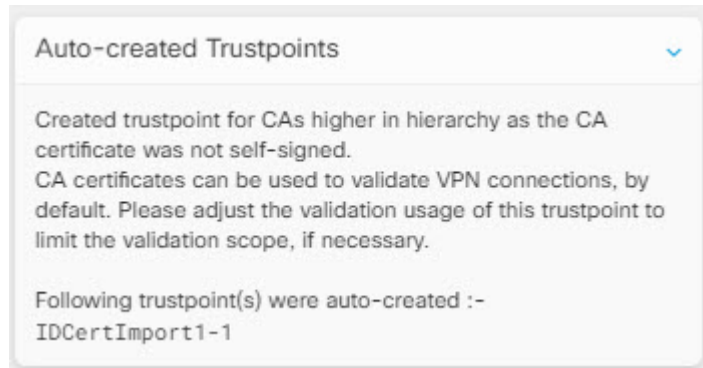 Auto-created Trustpoints
Created trustpoint for CAs higher in hierarchy as the CA
certificate was not self-signed.
CA certificates can be used to validate VPN connections, by
default. Please adjust the validation usage of this trustpoint to
limit the validation scope, if necessary.
Following trustpoint(s) were auto-created :-
IDCertImport1-1